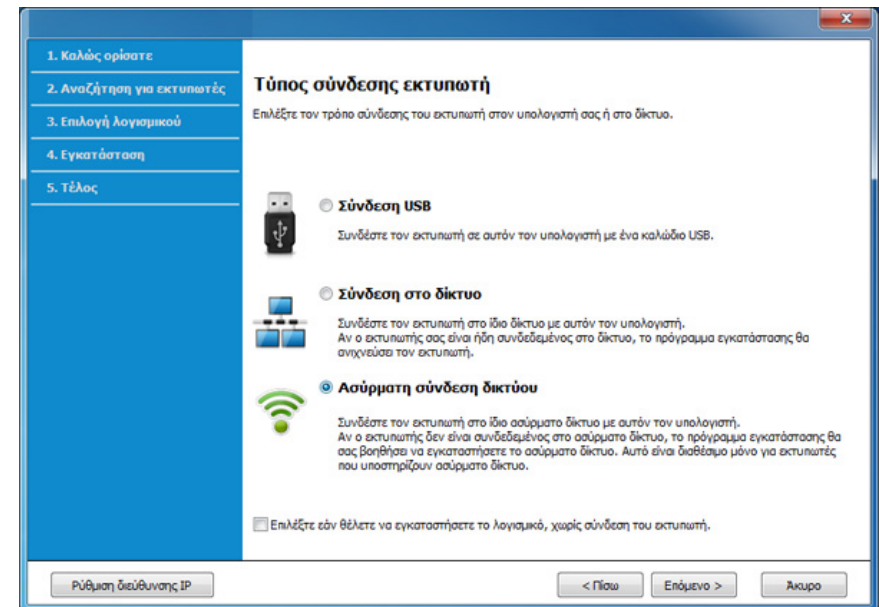 1. Καλώς ορίσατε
2. Αναζήτηση για εκτυπωτές
3. Επιλογή λογισμικού
4. Εγκατάσταση
5. Τέλος
Τύπος σύνδεσης εκτυπωτή
Επιλέξτε τον τρόπο σύνδεσης του εκτυπωτή στον υπολογιστή σας ή στο δίκτυο.
Σύνδεση USB
Συνδέστε τον εκτυπωτή σε αυτόν τον υπολογιστή με ένα καλώδιο USB.
Σύνδεση στο δίκτυο
Συνδέστε τον εκτυπωτή στο ίδιο δίκτυο με αυτόν τον υπολογιστή.
Αν ο εκτυπωτής σας είναι ήδη συνδεδεμένος στο δίκτυο, το πρόγραμμα εγκατάστασης θα
ανιχνεύσει τον εκτυπωτή.
Ασύρματη σύνδεση δικτύου
Συνδέστε τον εκτυπωτή στο ίδιο ασύρματο δίκτυο με αυτόν τον υπολογιστή.
Αν ο εκτυπωτής δεν είναι συνδεδεμένος στο ασύρματο δίκτυο, το πρόγραμμα εγκατάστασης θα
σας βοηθήσει να εγκαταστήσετε το ασύρματο δίκτυο. Αυτό είναι διαθέσιμο μόνο για εκτυπωτές
που υποστηρίζουν ασύρματο δίκτυο.
Επιλέξτε εάν θέλετε να εγκαταστήσετε το λογισμικό, χωρίς σύνδεση του εκτυπωτή.
Ρύθμιση διεύθυνσης IP
< Πίσω
Επόμενο >
Άκυρο